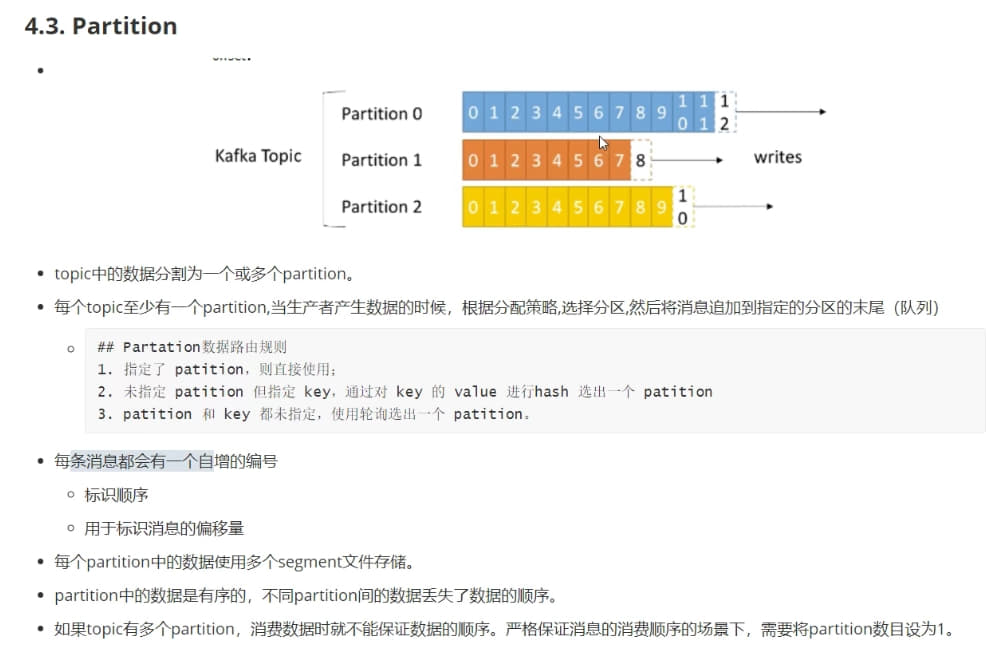 4.3. Partition
Partition 0
0 1 2 3 4 5 6 7 8 9 10 11 12
Kafka Topic
Partition 1
0 1 2 3 4 5 6 7 8
writes
Partition 2
0 1 2 3 4 5 6 7 8 9 10
topic中的数据分割为一个或多个partition。
每个topic至少有一个partition,当生产者产生数据的时候，根据分配策略,选择分区,然后将消息追加到指定的分区的末尾（队列）
## Partation数据路由规则
1. 指定了 patition，则直接使用；
2. 未指定 patition 但指定 key，通过对 key 的 value 进行hash 选出一个 patition
3. patition 和 key 都未指定，使用轮询选出一个 patition。
每条消息都会有一个自增的编号
标识顺序
用于标识消息的偏移量
每个partition中的数据使用多个segment文件存储。
partition中的数据是有序的，不同partition间的数据丢失了数据的顺序。
如果topic有多个partition，消费数据时就不能保证数据的顺序。严格保证消息的消费顺序的场景下，需要将partition数目设为1。